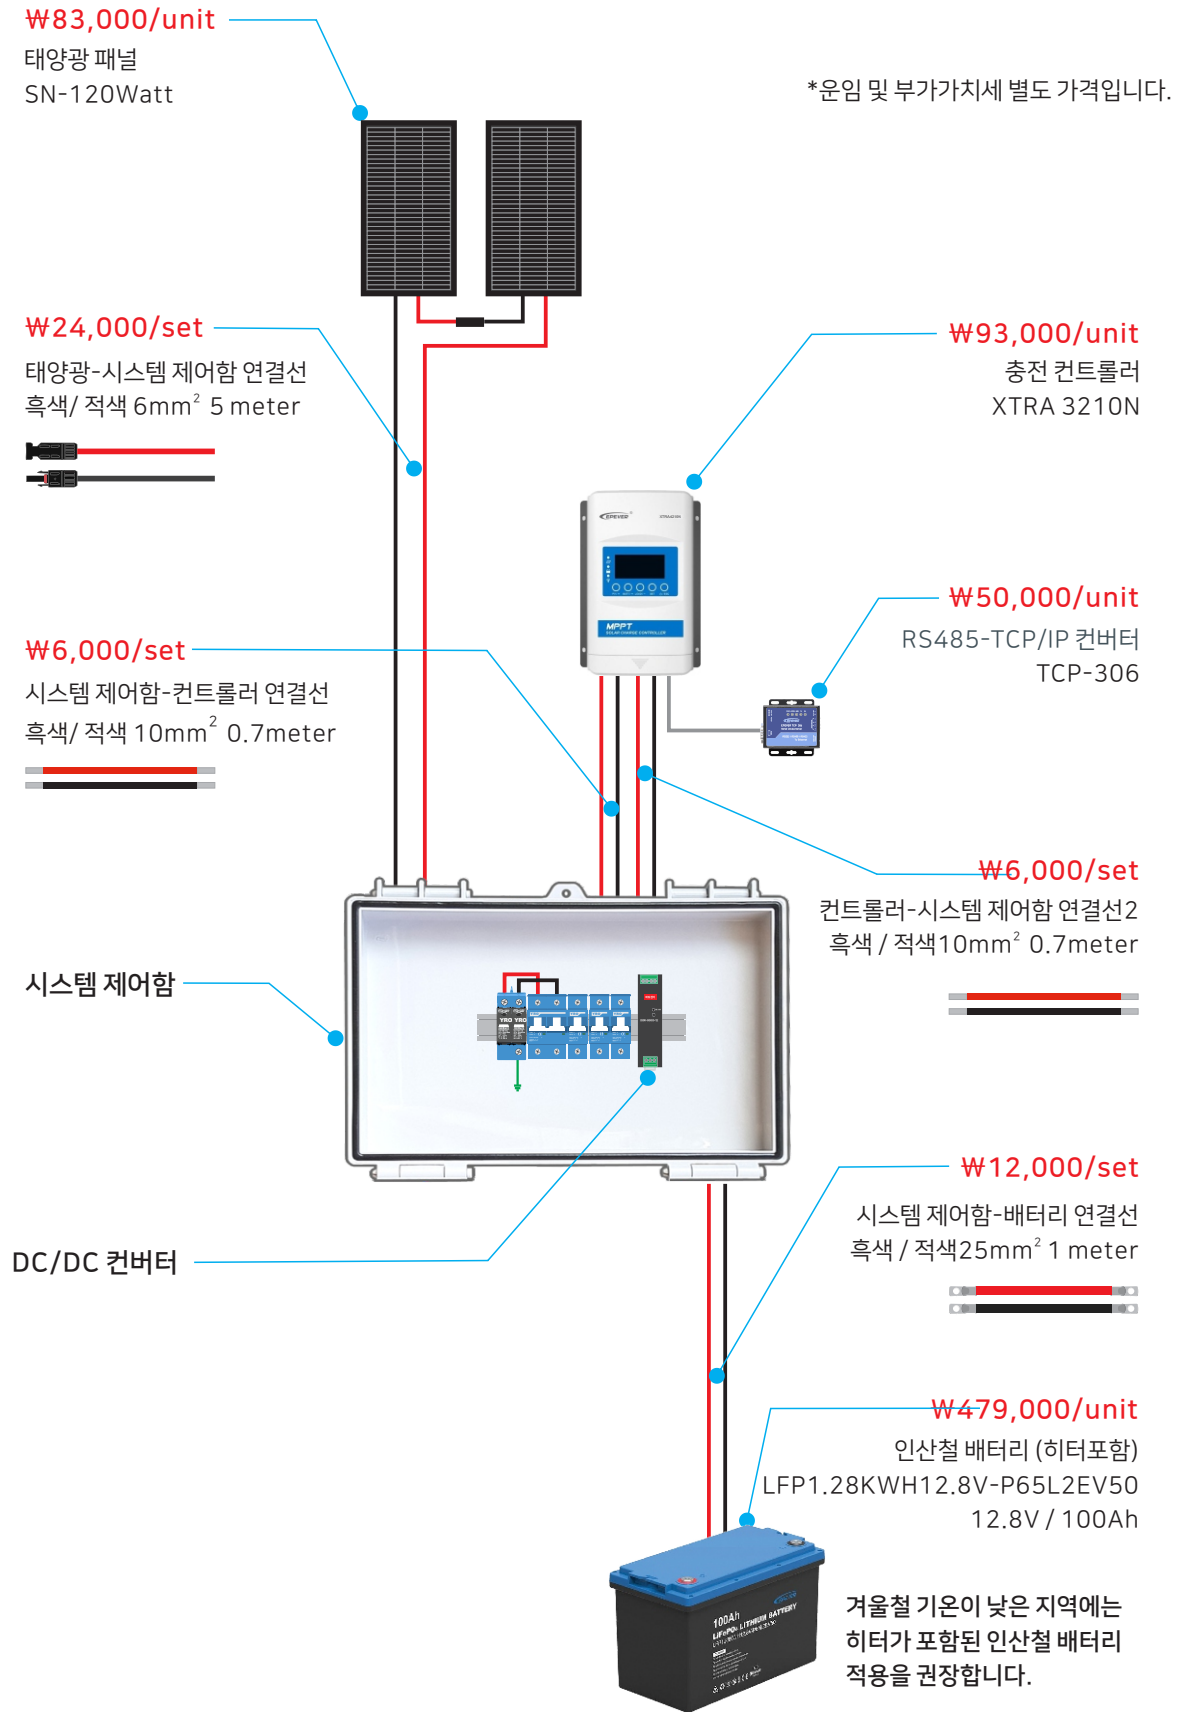 ₩83,000/unit
태양광 패널
SN-120Watt
*운임 및 부가가치세 별도 가격입니다.
₩24,000/set
태양광-시스템 제어함 연결선
흑색/ 적색 6mm² 5 meter
₩93,000/unit
충전 컨트롤러
XTRA 3210N
EPEVER
MPPT
SOLAR CHARGE CONTROLLER
₩50,000/unit
RS485-TCP/IP 컨버터
TCP-306
₩6,000/set
시스템 제어함-컨트롤러 연결선
흑색/ 적색 10mm² 0.7meter
₩6,000/set
컨트롤러-시스템 제어함 연결선2
흑색 / 적색10mm² 0.7meter
시스템 제어함
YRO YRO
DC/DC 컨버터
₩12,000/set
시스템 제어함-배터리 연결선
흑색 / 적색25mm² 1 meter
₩479,000/unit
인산철 배터리 (히터포함)
LFP1.28KWH12.8V-P65L2EV50
12.8V / 100Ah
100Ah
LiFePO₄ LITHIUM BATTERY
겨울철 기온이 낮은 지역에는
히터가 포함된 인산철 배터리
적용을 권장합니다.